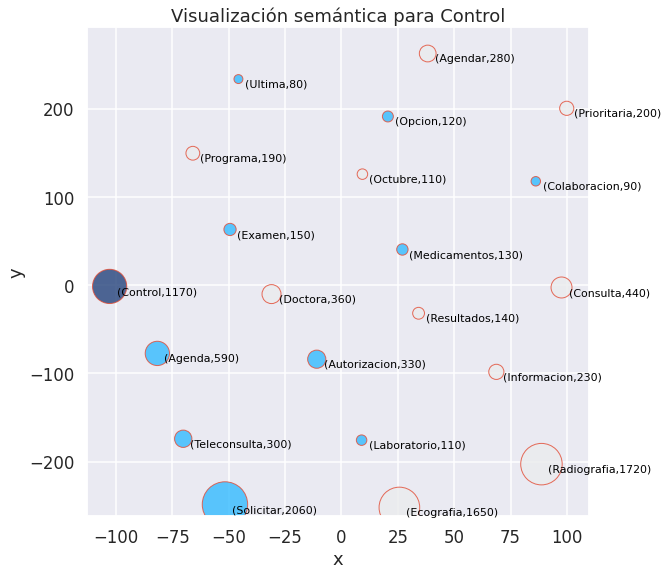 Visualización semántica para Control
(Agendar,280)
(Ultima,80)
200
(Prioritaria,200)
(Opcion,120)
(Programa,190)
(Octubre,110)
(Colaboracion,90)
100
(Examen,150)
(Medicamentos,130)
y
0
(Control,1170)
(Doctora,360)
(Consulta,440)
(Resultados,140)
(Agenda,590)
(Autorizacion,330)
−100
(Informacion,230)
(Teleconsulta,300)
(Laboratorio,110)
−200
(Radiografia,1720)
(Solicitar,2060)
(Ecografia,1650)
−100 −75 −50 −25 0 25 50 75 100
x